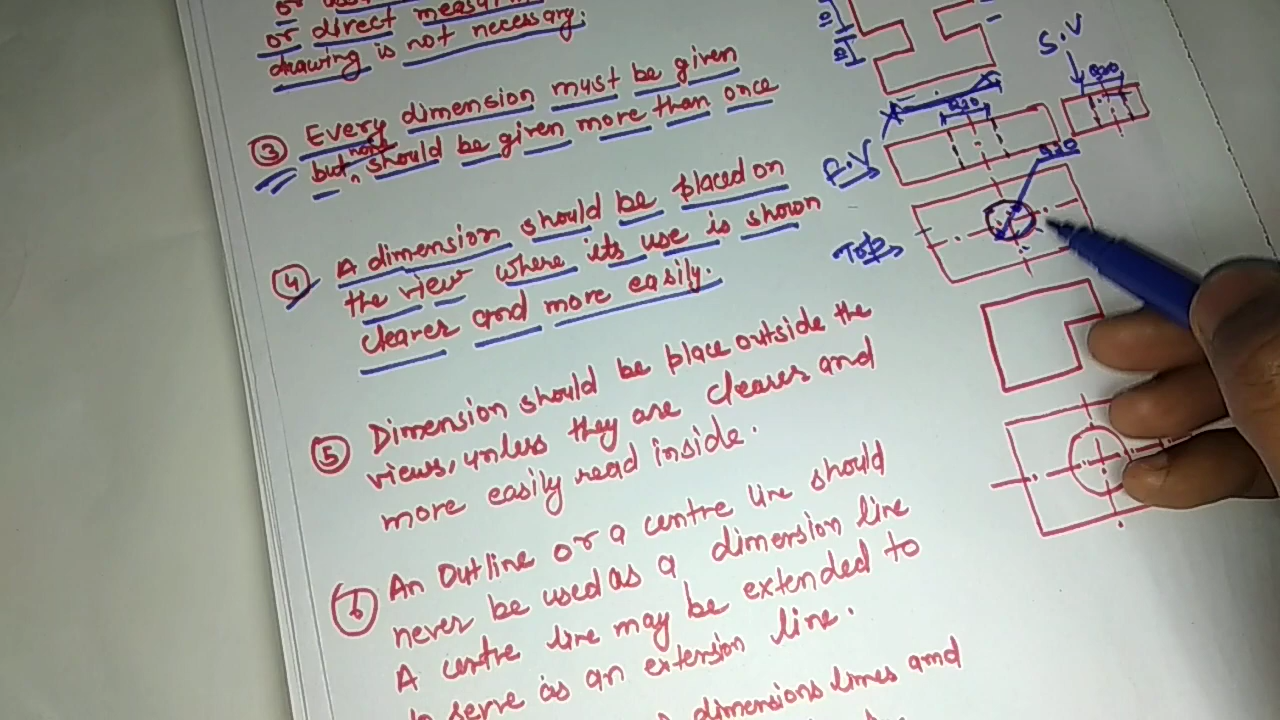 or direct measur
drawing is not necessary.
③ Every dimension must be given
but none should be given more than once
④ A dimension should be placed on
the view where its use is shown
clearer and more easily.
⑤ Dimension should be place outside the
views, unless they are clearer and
more easily read inside.
⑥ An outline or a centre line should
never be used as a dimension line
A centre line may be extended to
to serve as an extension line.
dimensions lines and
S.V
F.V
Top